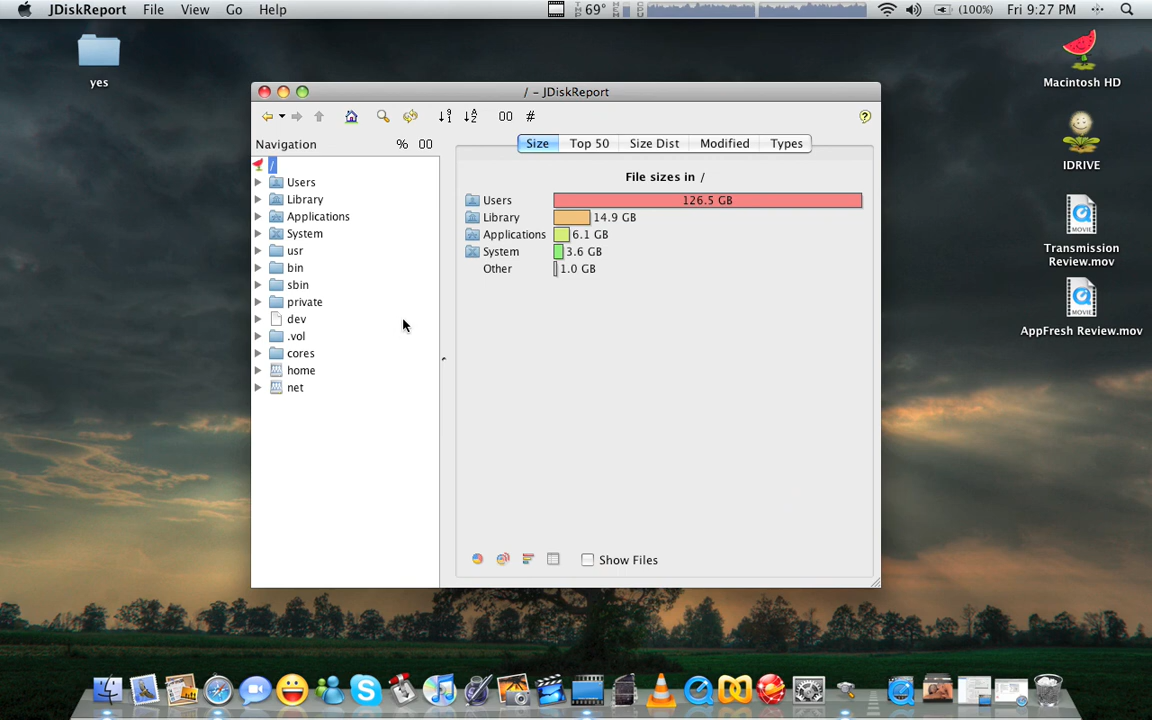 JDiskReport File View Go Help 69° (100%) Fri 9:27 PM
yes
Macintosh HD
IDRIVE
Transmission
Review.mov
AppFresh Review.mov
/ – JDiskReport
00 #
Navigation % 00
/
Users
Library
Applications
System
usr
bin
sbin
private
dev
.vol
cores
home
net
Size Top 50 Size Dist Modified Types
File sizes in /
Users 126.5 GB
Library 14.9 GB
Applications 6.1 GB
System 3.6 GB
Other 1.0 GB
Show Files